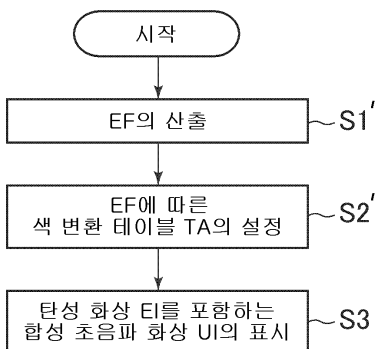 시작
EF의 산출
S1′
EF에 따른
색 변환 테이블 TA의 설정
S2′
탄성 화상 EI를 포함하는
합성 초음파 화상 UI의 표시
S3